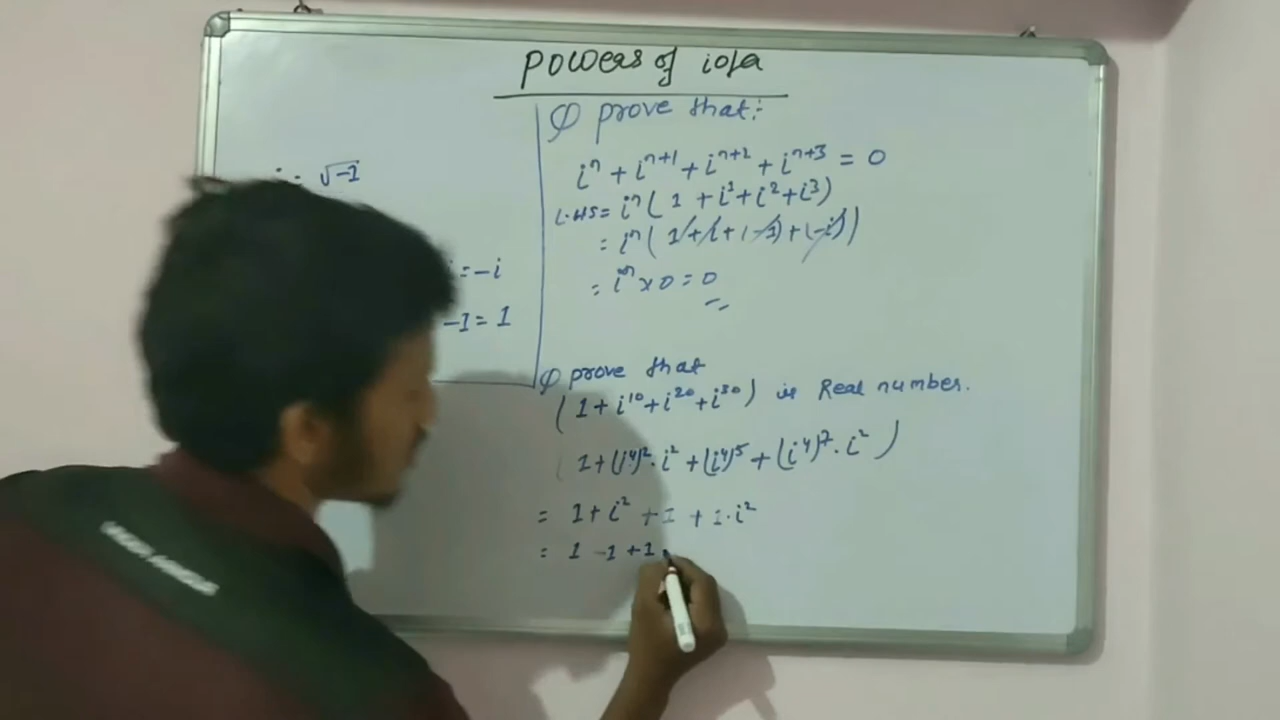 Powers of iota
i = √-1
i = -i
-1 = 1
Q prove that:
iⁿ + iⁿ⁺¹ + iⁿ⁺² + iⁿ⁺³ = 0
L.HS = iⁿ ( 1 + i¹ + i² + i³ )
= iⁿ ( 1 + i + (-1) + (-i) )
= iⁿ x 0 = 0
Q prove that
( 1 + i¹⁰ + i²⁰ + i³⁰ ) is Real number.
1 + (i⁴)² . i² + (i⁴)⁵ + (i⁴)⁷ . i² )
= 1 + i² + 1 + 1 . i²
= 1 - 1 + 1